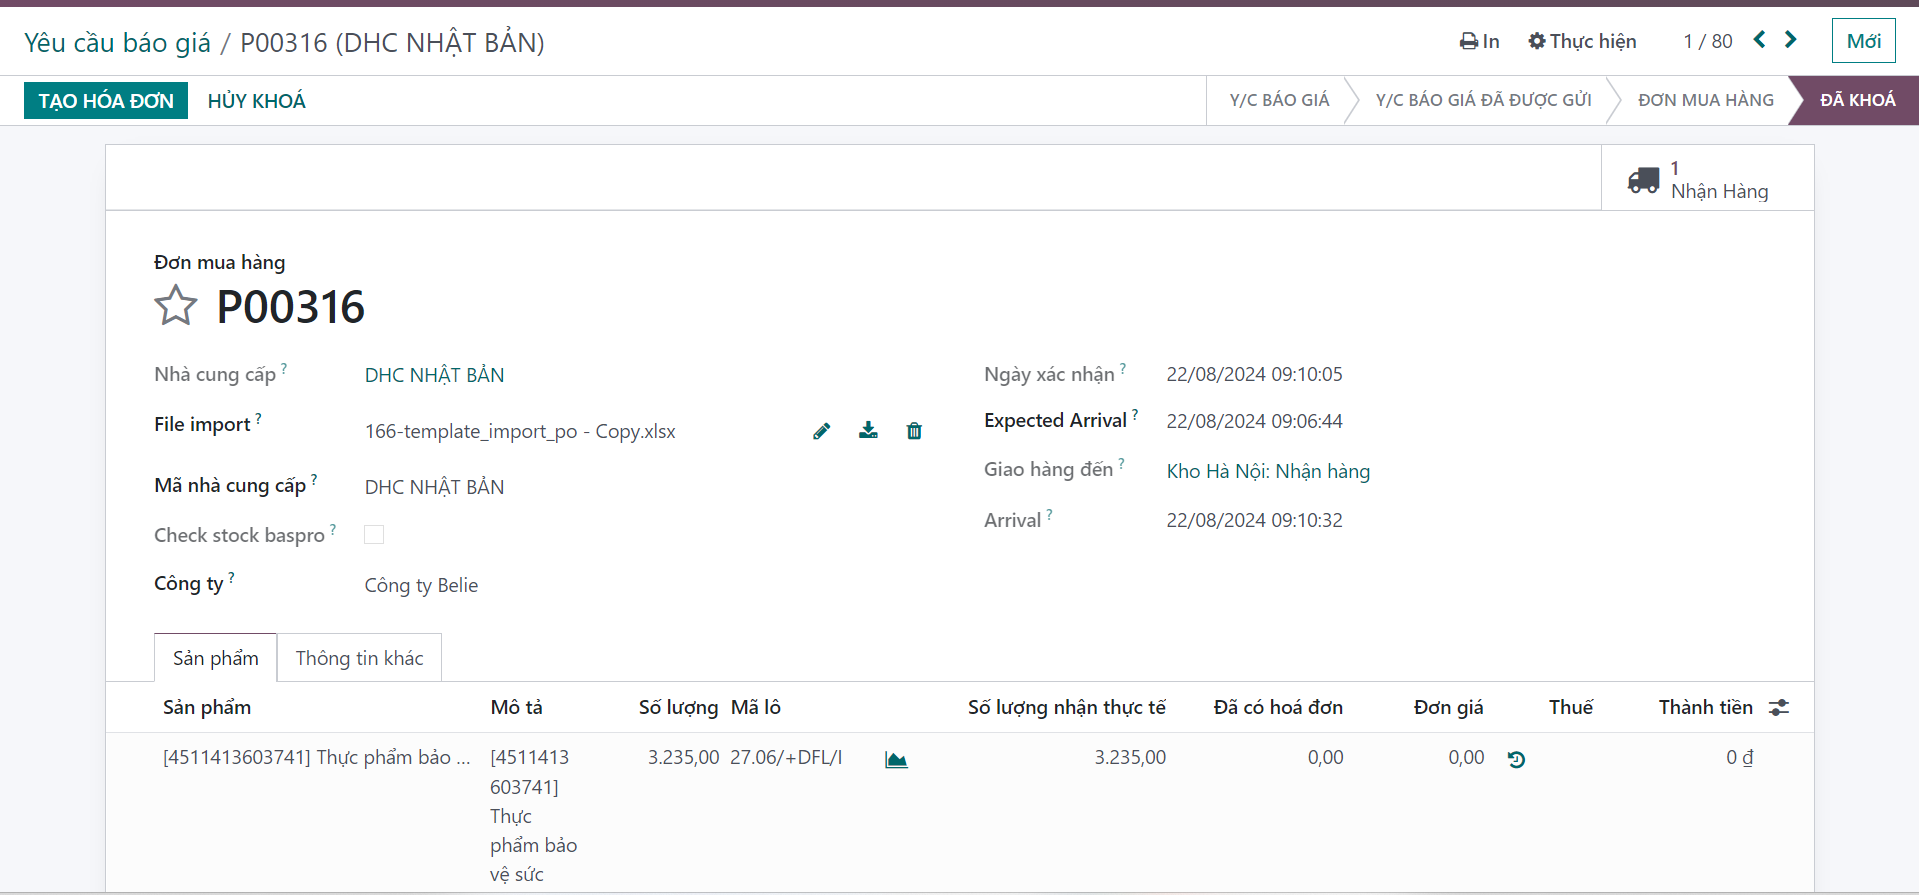 Yêu cầu báo giá / P00316 (DHC NHẬT BẢN)
In
Thực hiện
1 / 80
Mới
TẠO HÓA ĐƠN
HỦY KHOÁ
Y/C BÁO GIÁ
Y/C BÁO GIÁ ĐÃ ĐƯỢC GỬI
ĐƠN MUA HÀNG
ĐÃ KHOÁ
1
Nhận Hàng
Đơn mua hàng
P00316
Nhà cung cấp ? DHC NHẬT BẢN
File import ? 166-template_import_po - Copy.xlsx
Mã nhà cung cấp ? DHC NHẬT BẢN
Check stock baspro ?
Công ty ? Công ty Belie
Ngày xác nhận ? 22/08/2024 09:10:05
Expected Arrival ? 22/08/2024 09:06:44
Giao hàng đến ? Kho Hà Nội: Nhận hàng
Arrival ? 22/08/2024 09:10:32
Sản phẩm
Thông tin khác
Sản phẩm Mô tả Số lượng Mã lô Số lượng nhận thực tế Đã có hoá đơn Đơn giá Thuế Thành tiền
[4511413603741] Thực phẩm bảo ... [4511413 3.235,00 27.06/+DFL/I 3.235,00 0,00 0,00 0 ₫
603741]
Thực
phẩm bảo
vệ sức